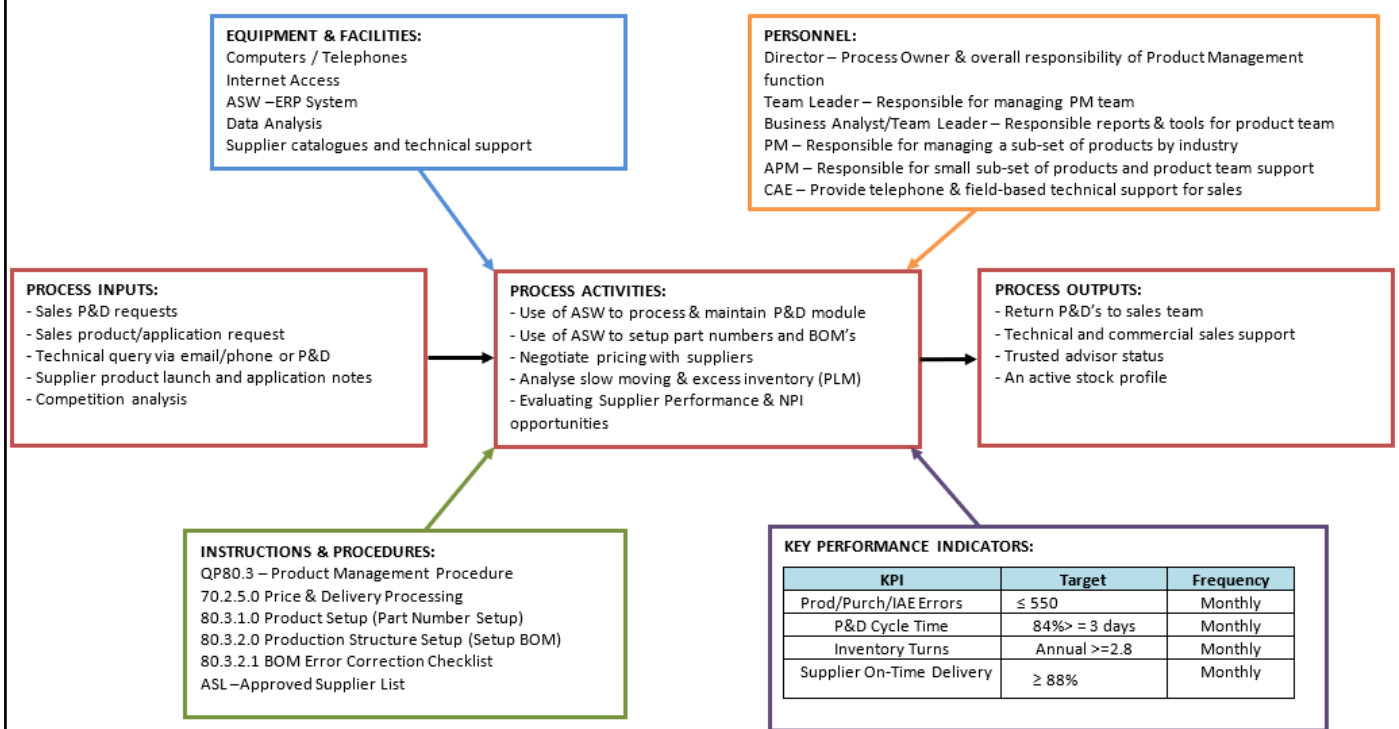 EQUIPMENT & FACILITIES:
Computers / Telephones
Internet Access
ASW –ERP System
Data Analysis
Supplier catalogues and technical support
PERSONNEL:
Director – Process Owner & overall responsibility of Product Management
function
Team Leader – Responsible for managing PM team
Business Analyst/Team Leader – Responsible reports & tools for product team
PM – Responsible for managing a sub-set of products by industry
APM – Responsible for small sub-set of products and product team support
CAE – Provide telephone & field-based technical support for sales
PROCESS INPUTS:
- Sales P&D requests
- Sales product/application request
- Technical query via email/phone or P&D
- Supplier product launch and application notes
- Competition analysis
PROCESS ACTIVITIES:
- Use of ASW to process & maintain P&D module
- Use of ASW to setup part numbers and BOM's
- Negotiate pricing with suppliers
- Analyse slow moving & excess inventory (PLM)
- Evaluating Supplier Performance & NPI
opportunities
PROCESS OUTPUTS:
- Return P&D's to sales team
- Technical and commercial sales support
- Trusted advisor status
- An active stock profile
INSTRUCTIONS & PROCEDURES:
QP80.3 – Product Management Procedure
70.2.5.0 Price & Delivery Processing
80.3.1.0 Product Setup (Part Number Setup)
80.3.2.0 Production Structure Setup (Setup BOM)
80.3.2.1 BOM Error Correction Checklist
ASL –Approved Supplier List
KEY PERFORMANCE INDICATORS:
KPI Target Frequency
Prod/Purch/IAE Errors ≤ 550 Monthly
P&D Cycle Time 84%> = 3 days Monthly
Inventory Turns Annual >=2.8 Monthly
Supplier On-Time Delivery ≥ 88% Monthly